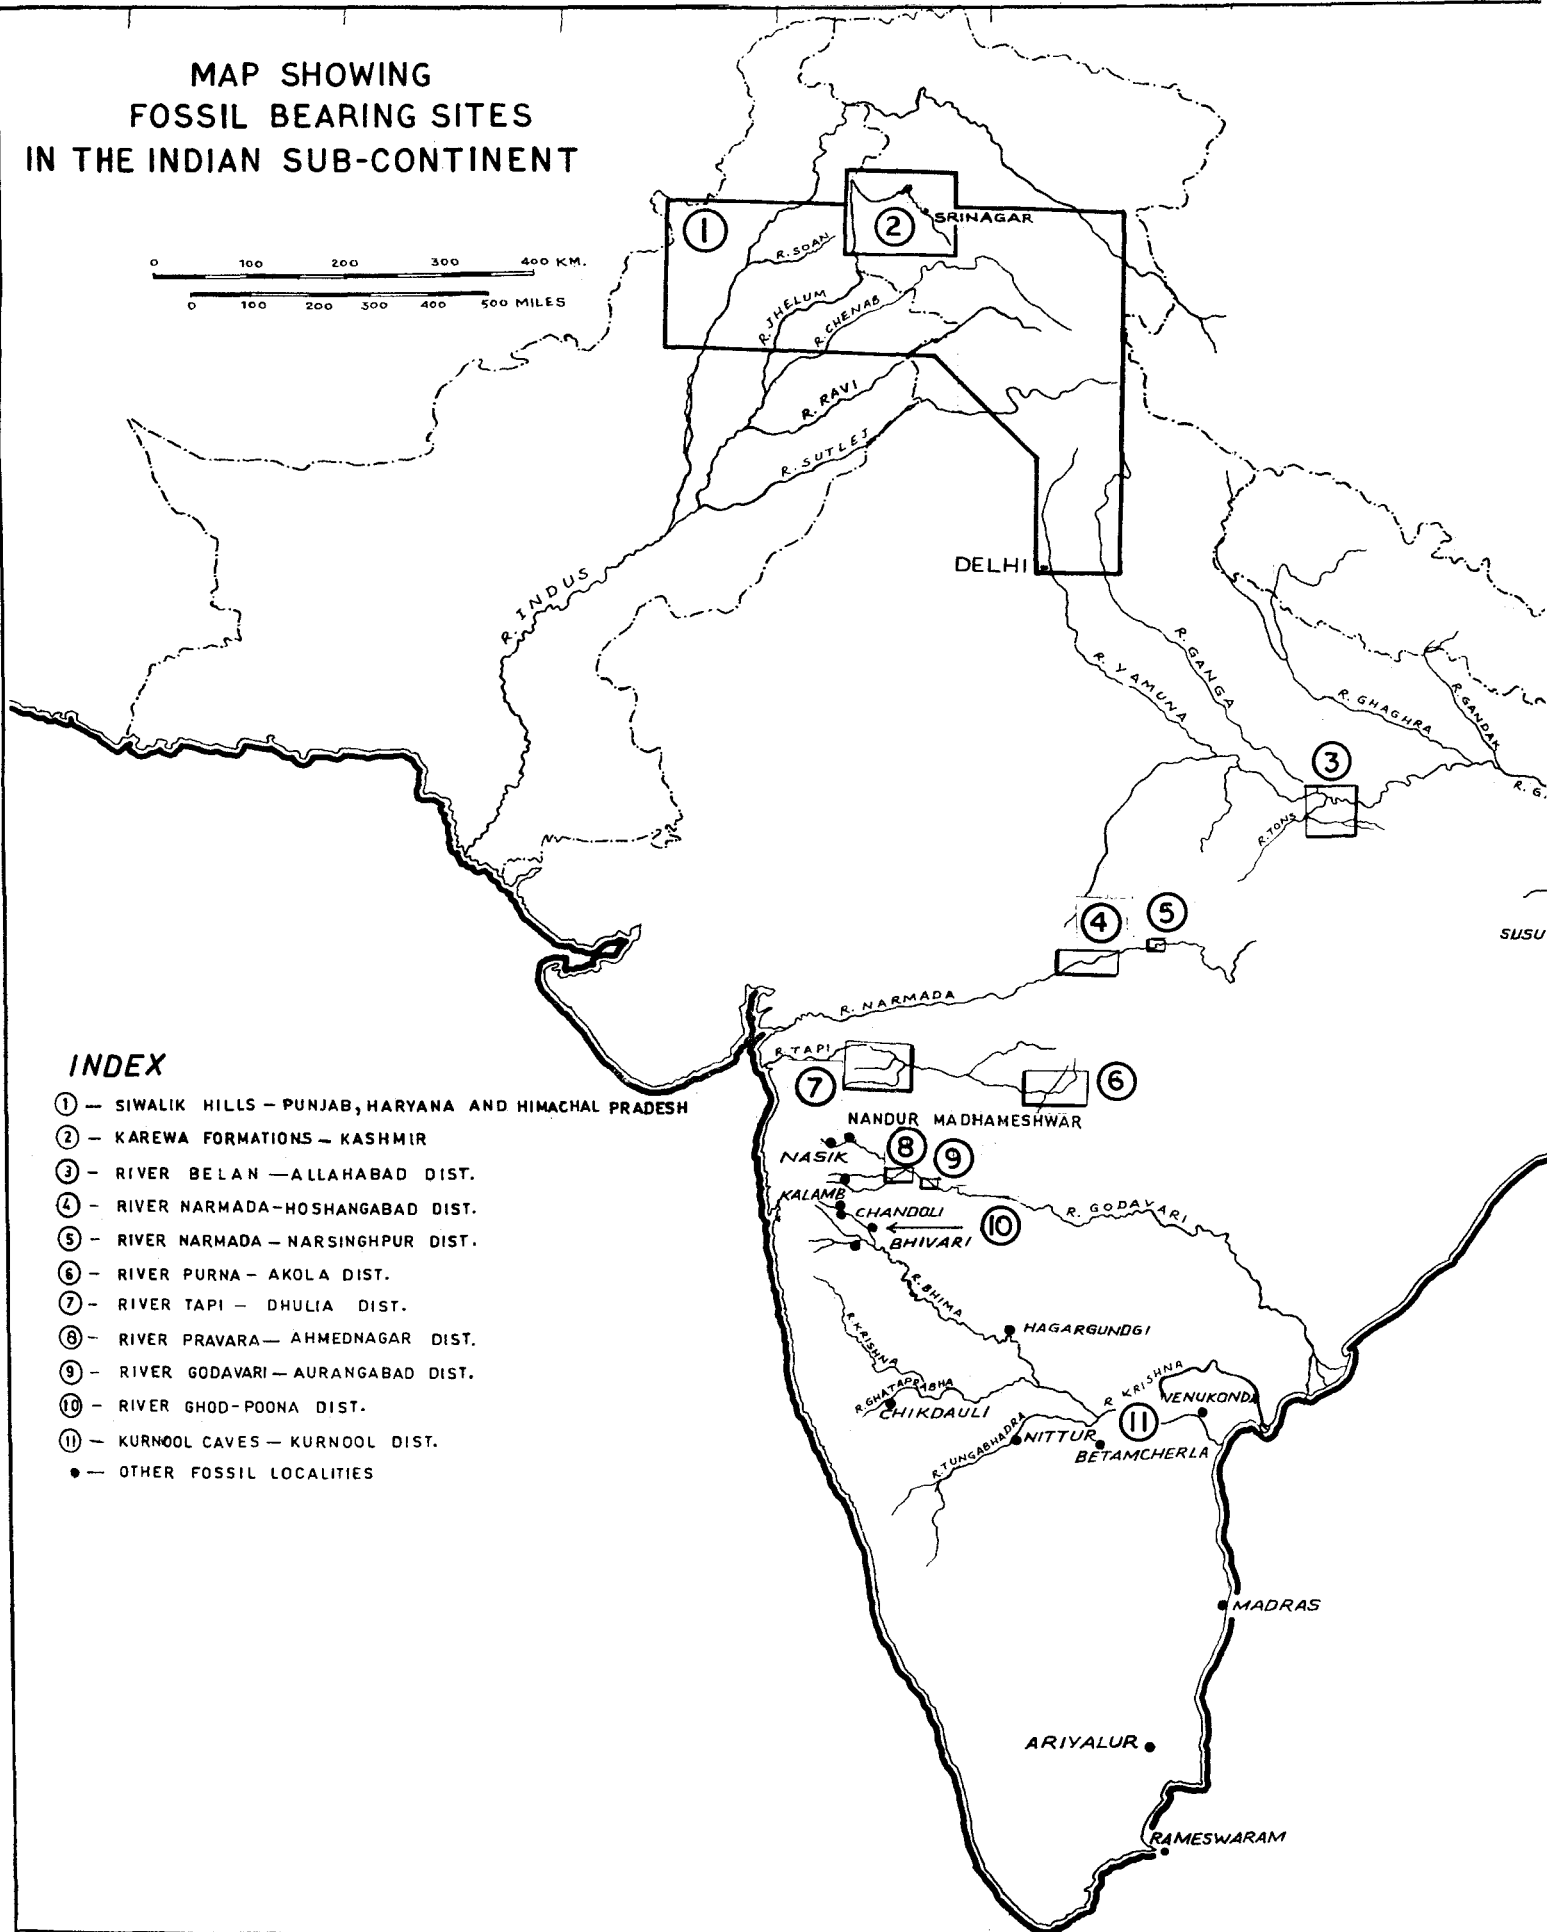 MAP SHOWING
FOSSIL BEARING SITES
IN THE INDIAN SUB-CONTINENT
0 100 200 300 400 KM.
0 100 200 300 400 500 MILES
1
2
SRINAGAR
R. SOAN
R. JHELUM
R. CHENAB
R. RAVI
R. SUTLEJ
R. INDUS
DELHI
R. GANGA
R. YAMUNA
R. GHAGHRA
R. GANDAK
R. G.
3
R. TONS
4
5
SUSU
R. NARMADA
R. TAPI
7
6
NANDUR MADHAMESHWAR
NASIK
8
9
KALAMB
CHANDOLI
10
BHIVARI
R. GODAVARI
R. BHIMA
HAGARGUNDGI
R. KRISHNA
R. GHATAPRABHA
CHIKDAULI
R KRISHNA
VENUKONDA
11
NITTUR
R. TUNGABHADRA
BETAMCHERLA
MADRAS
ARIYALUR
RAMESWARAM
INDEX
1 — SIWALIK HILLS – PUNJAB, HARYANA AND HIMACHAL PRADESH
2 – KAREWA FORMATIONS – KASHMIR
3 – RIVER BELAN — ALLAHABAD DIST.
4 – RIVER NARMADA – HOSHANGABAD DIST.
5 – RIVER NARMADA – NARSINGHPUR DIST.
6 – RIVER PURNA – AKOLA DIST.
7 – RIVER TAPI – DHULIA DIST.
8 – RIVER PRAVARA — AHMEDNAGAR DIST.
9 – RIVER GODAVARI – AURANGABAD DIST.
10 – RIVER GHOD-POONA DIST.
11 – KURNOOL CAVES – KURNOOL DIST.
● — OTHER FOSSIL LOCALITIES